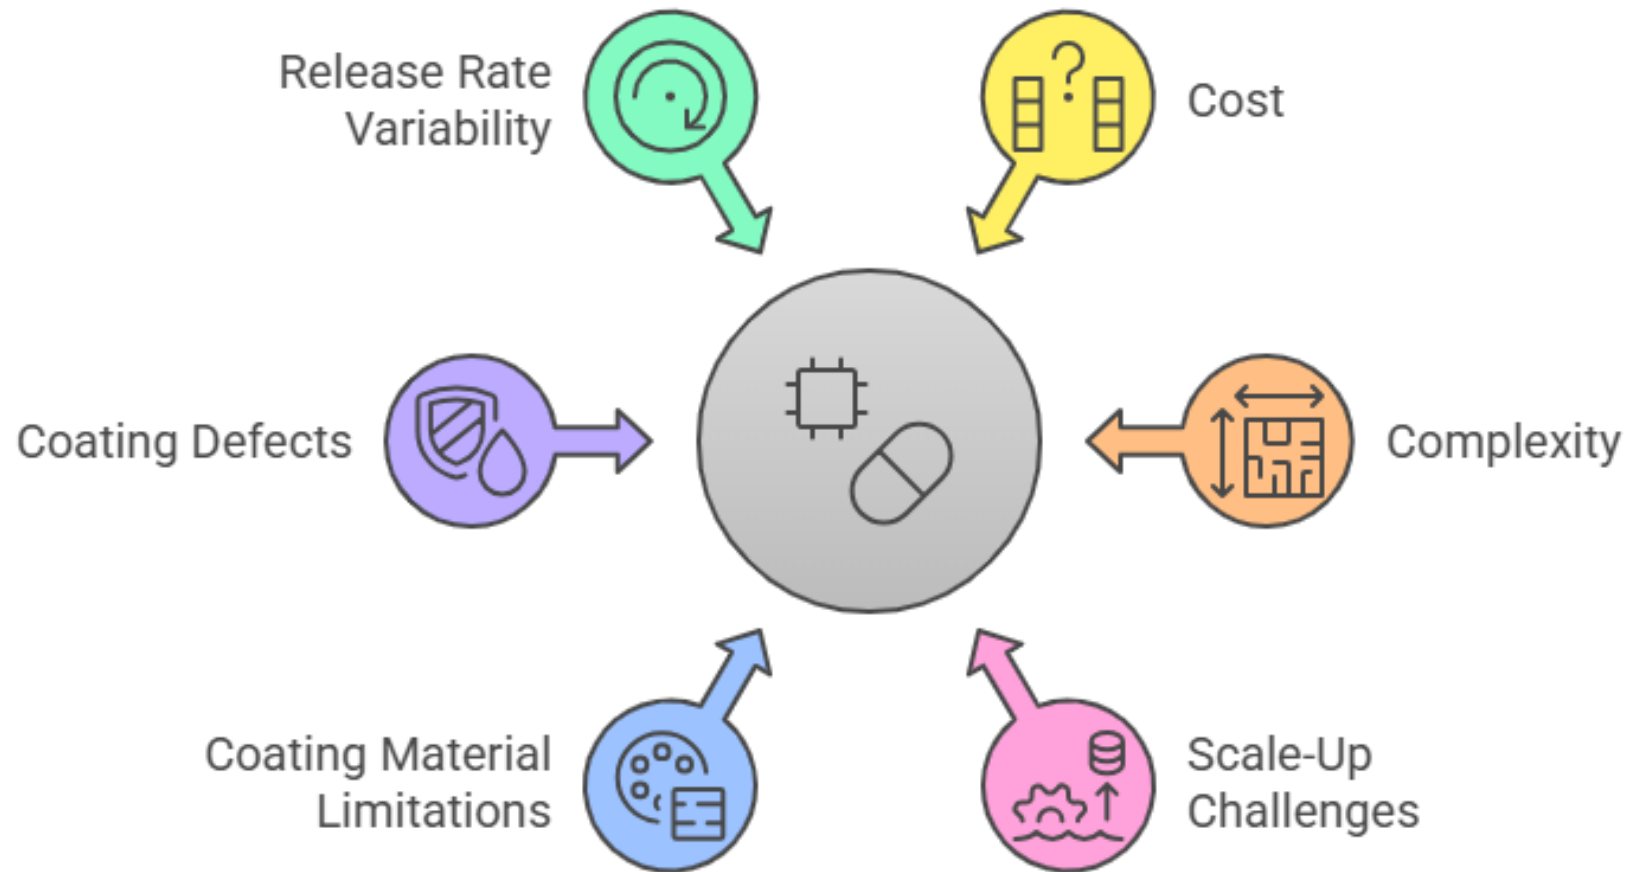 Release Rate
Variability
Cost
Coating Defects
Complexity
Coating Material
Limitations
Scale-Up
Challenges